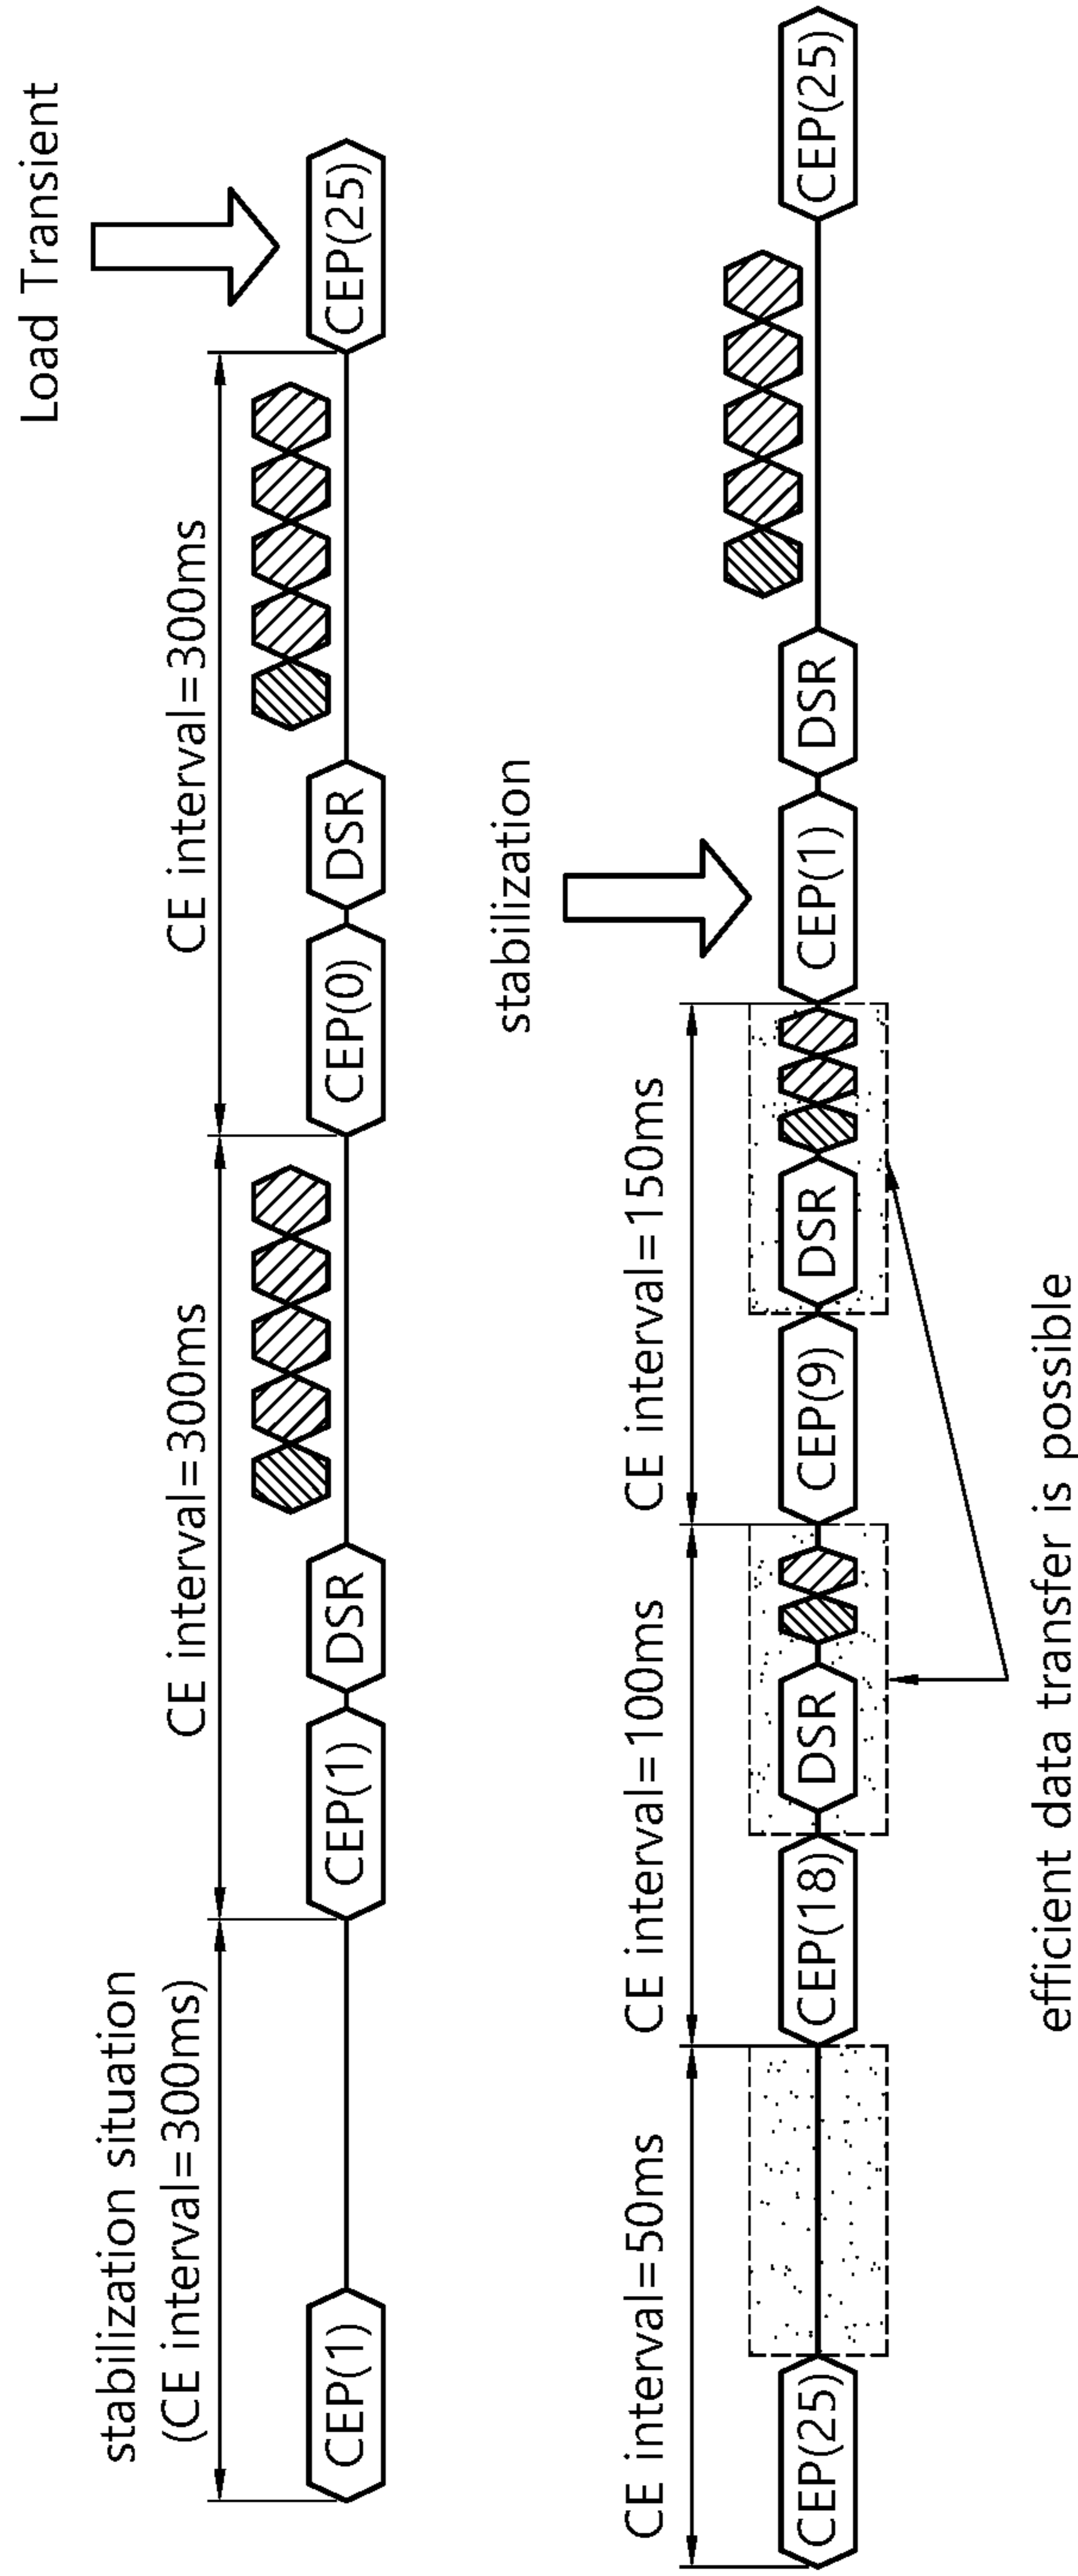 Load Transient
stabilization situation
(CE interval=300ms)
CE interval=300ms
CE interval=300ms
CEP(1)
CEP(1)
DSR
CEP(0)
DSR
CEP(25)
stabilization
CE interval=50ms
CE interval=100ms
CE interval=150ms
CEP(25)
CEP(18)
DSR
CEP(9)
DSR
CEP(1)
DSR
CEP(25)
efficient data transfer is possible